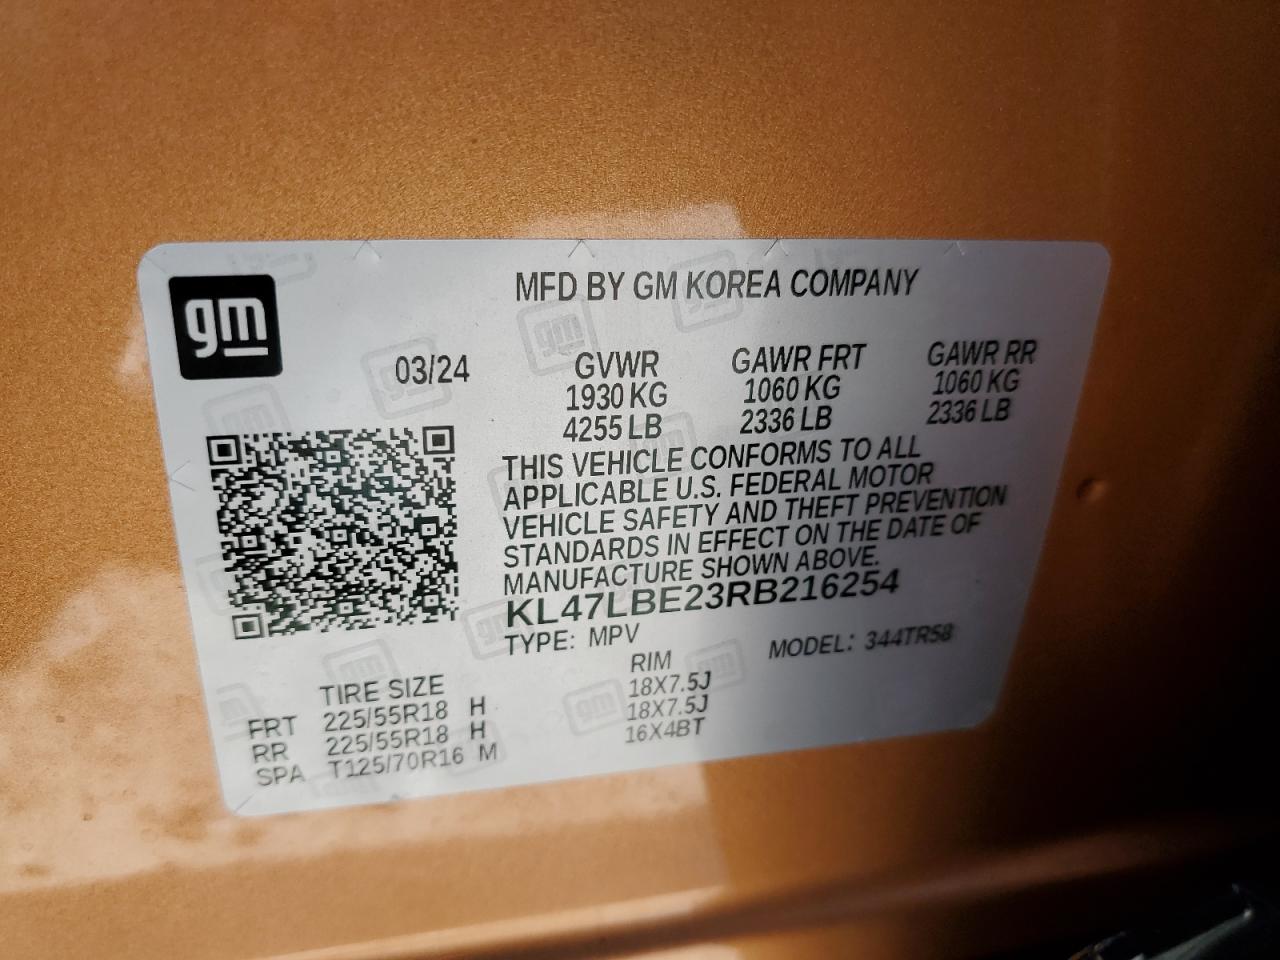 gm
MFD BY GM KOREA COMPANY
03/24
GVWR GAWR FRT GAWR RR
1930 KG 1060 KG 1060 KG
4255 LB 2336 LB 2336 LB
THIS VEHICLE CONFORMS TO ALL
APPLICABLE U.S. FEDERAL MOTOR
VEHICLE SAFETY AND THEFT PREVENTION
STANDARDS IN EFFECT ON THE DATE OF
MANUFACTURE SHOWN ABOVE.
KL47LBE23RB216254
TYPE: MPV MODEL: 344TR58
TIRE SIZE RIM
FRT 225/55R18 H 18X7.5J
RR 225/55R18 H 18X7.5J
SPA T125/70R16 M 16X4BT